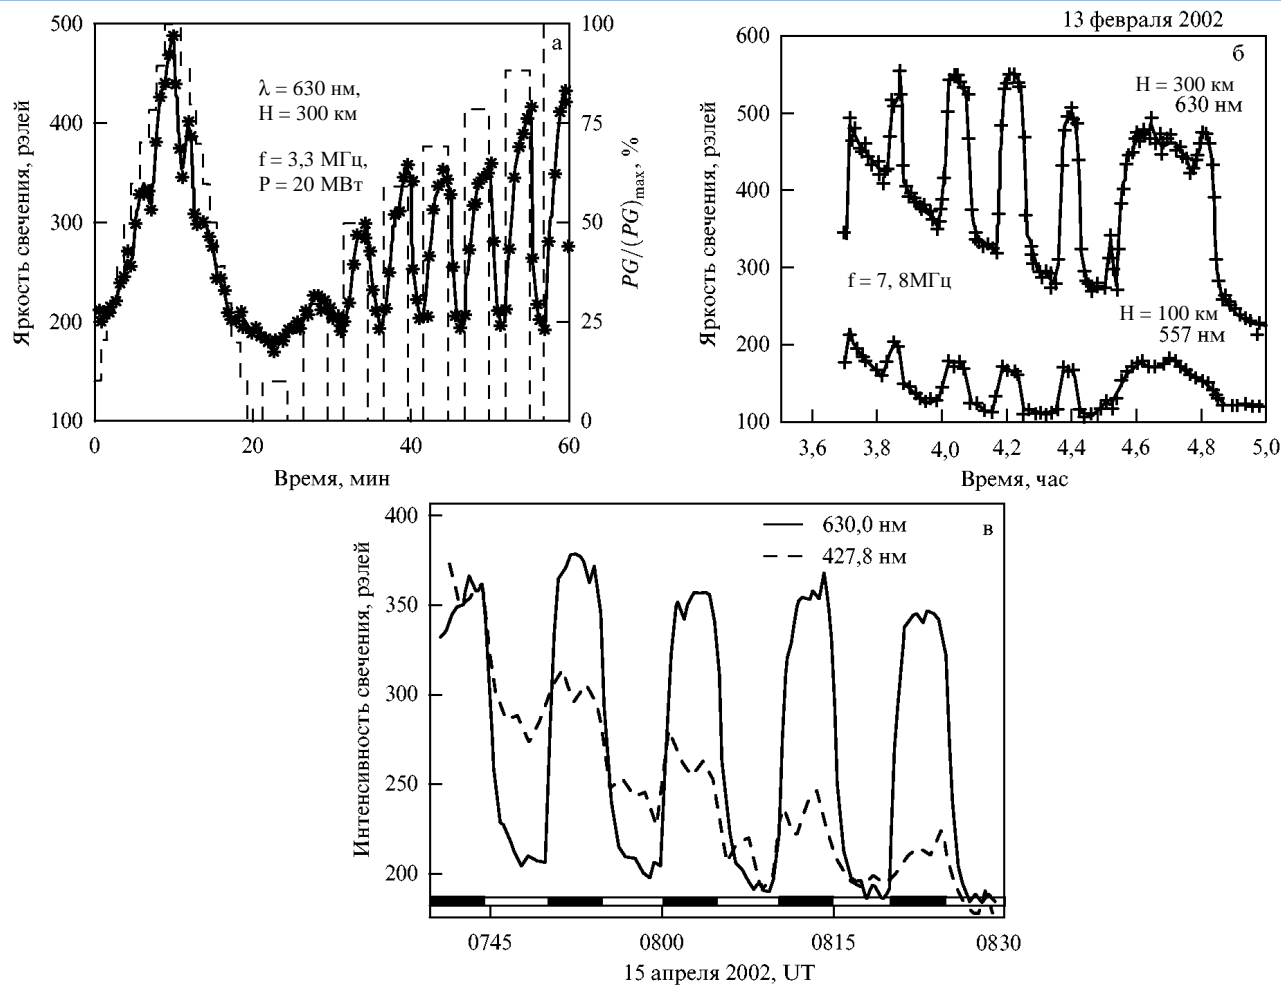 а
λ = 630 нм,
H = 300 км
f = 3,3 МГц,
P = 20 МВт
Яркость свечения, рэлей
500
400
300
200
100
PG/(PG)max, %
100
75
50
25
0
0 20 40 60
Время, мин
13 февраля 2002
б
H = 300 км
630 нм
f = 7, 8МГц
H = 100 км
557 нм
Яркость свечения, рэлей
600
500
400
300
200
100
3,6 3,8 4,0 4,2 4,4 4,6 4,8 5,0
Время, час
в
630,0 нм
427,8 нм
Интенсивность свечения, рэлей
400
350
300
250
200
0745 0800 0815 0830
15 апреля 2002, UT